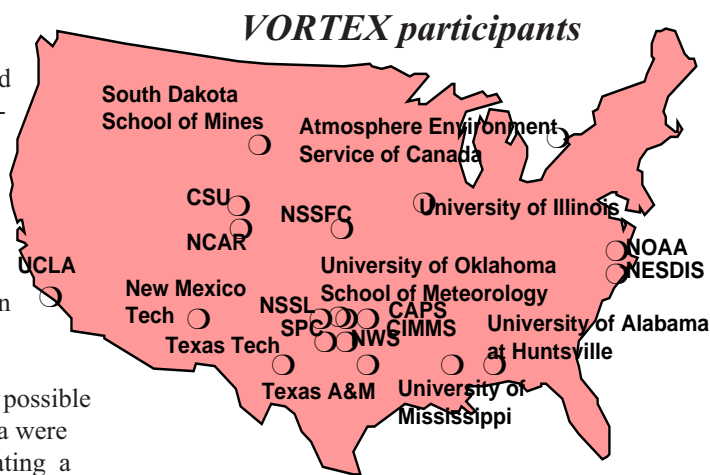 VORTEX participants
d
-
South Dakota
School of Mines
Atmosphere Environment
Service of Canada
CSU
NSSFC
University of Illinois
NCAR
NOAA
UCLA
NESDIS
University of Oklahoma
School of Meteorology
New Mexico
Tech
n
NSSL
CAPS
SPC
CIMMS
NWS
University of Alabama
at Huntsville
Texas Tech
Texas A&M
University of
Mississippi
possible
a were
ating a